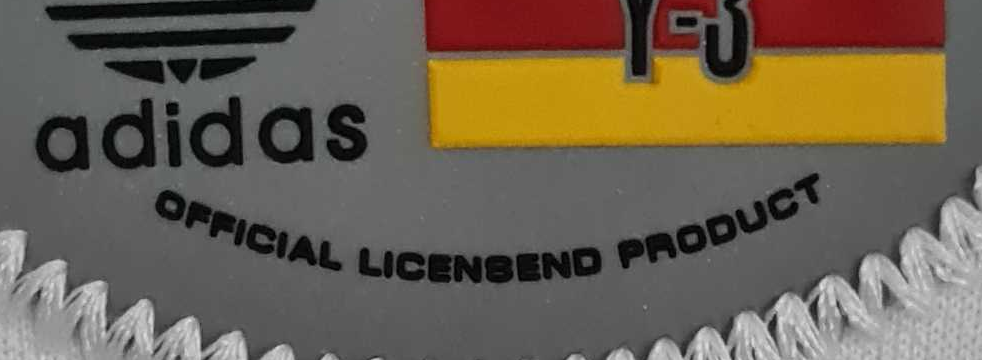 Y-3
adidas
OFFICIAL LICENSEND PRODUCT